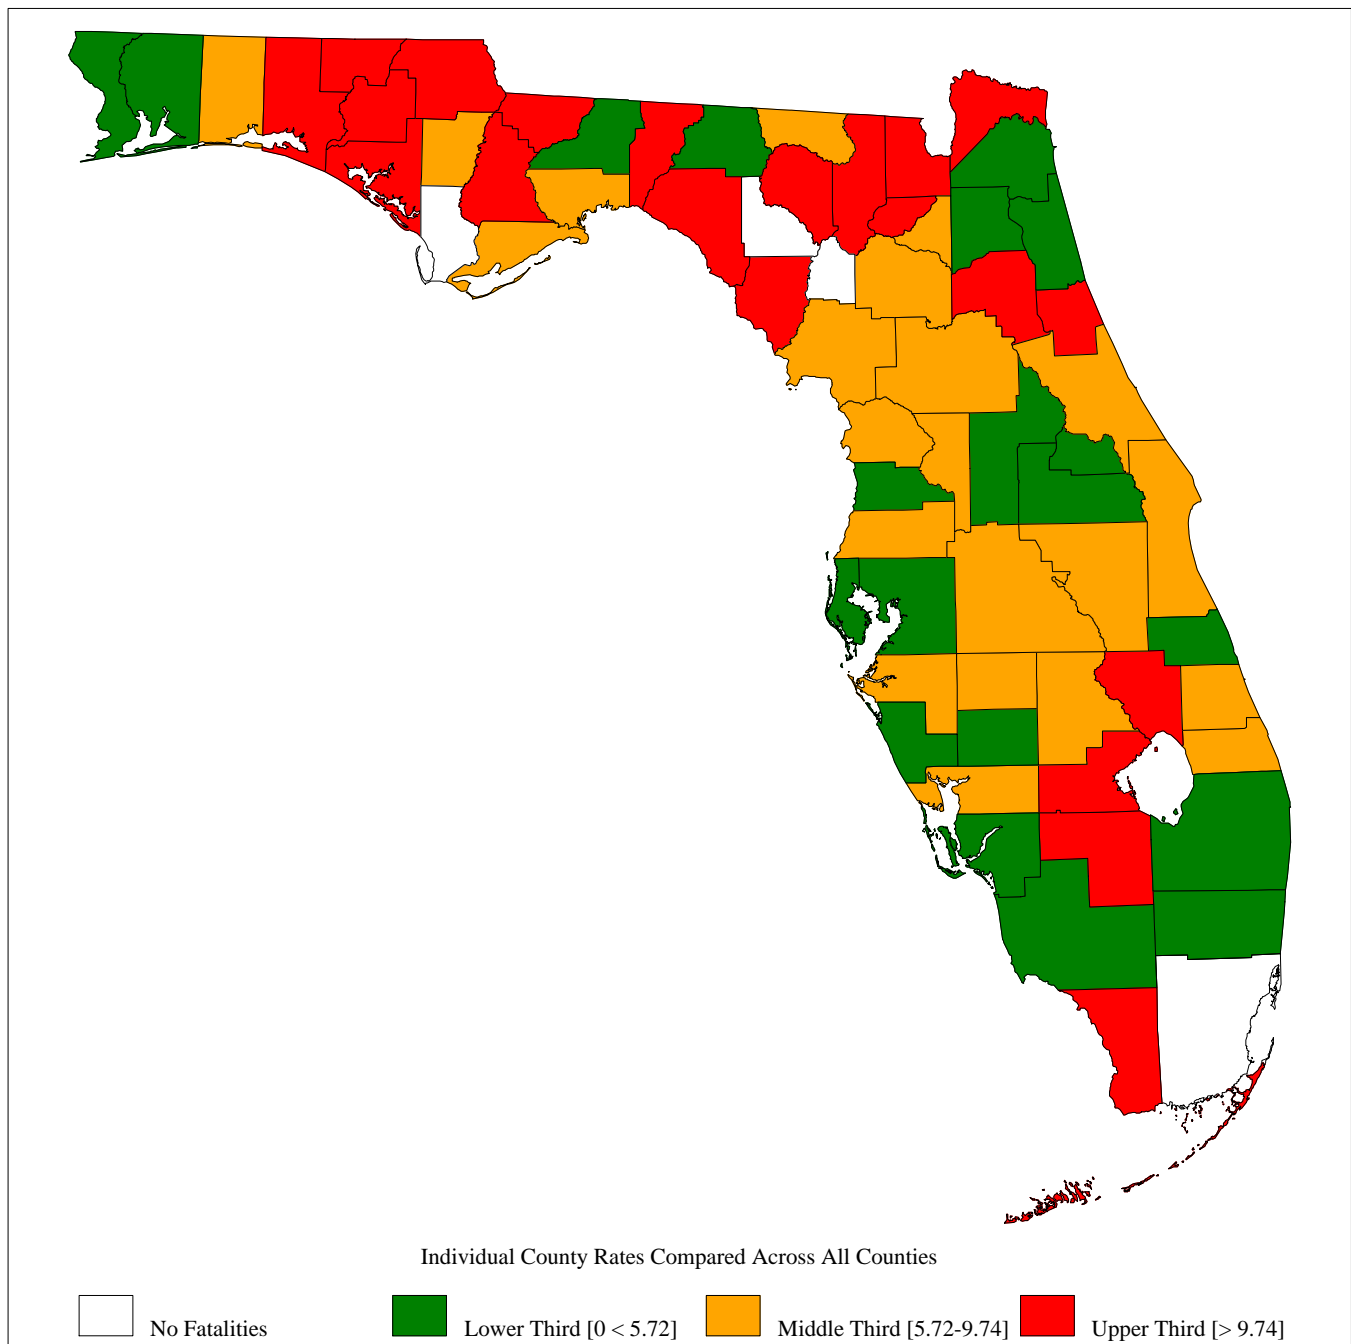 Individual County Rates Compared Across All Counties
No Fatalities Lower Third [0 < 5.72] Middle Third [5.72-9.74] Upper Third [> 9.74]